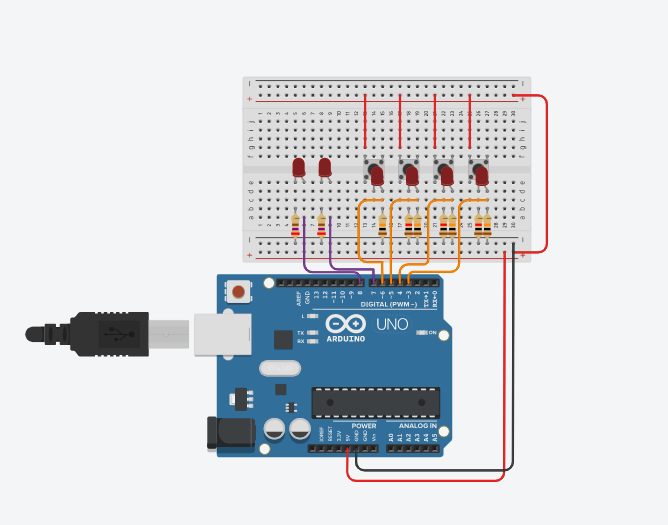 AREF
GND
13
12
~11
~10
~9
8
7
~6
~5
4
~3
2
TX→1
RX←0
DIGITAL (PWM~)
L
TX
RX
UNO
ON
ARDUINO
POWER
ANALOG IN
IOREF
RESET
3.3V
5V
GND
GND
Vin
A0
A1
A2
A3
A4
A5